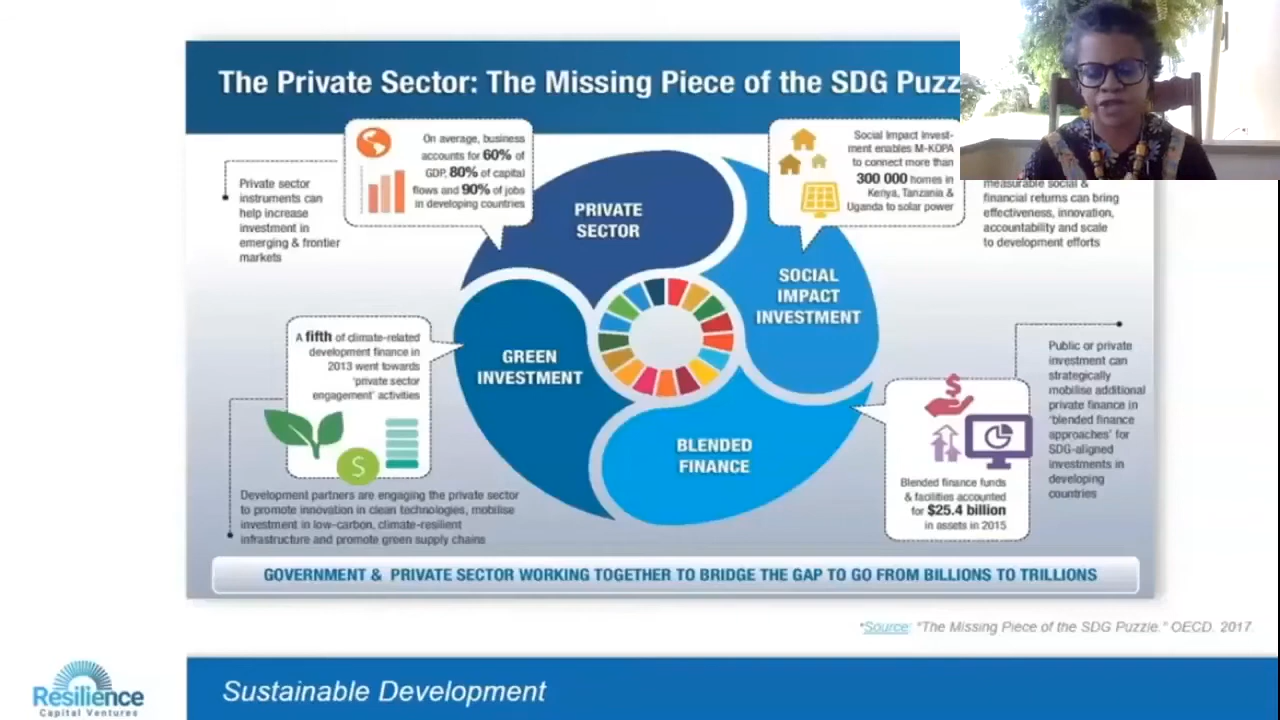 The Private Sector: The Missing Piece of the SDG Puzz
On average, business
accounts for 60% of
GDP, 80% of capital
flows and 90% of jobs
in developing countries
Private sector
instruments can
help increase
investment in
emerging & frontier
markets
Social Impact Invest-
ment enables M-KOPA
to connect more than
300 000 homes in
Kenya, Tanzania &
Uganda to solar power
measurable social &
financial returns can bring
effectiveness, innovation,
accountability and scale
to development efforts
PRIVATE
SECTOR
SOCIAL
IMPACT
INVESTMENT
GREEN
INVESTMENT
BLENDED
FINANCE
A fifth of climate-related
development finance in
2013 went towards
'private sector
engagement' activities
$
Development partners are engaging the private sector
to promote innovation in clean technologies, mobilise
investment in low-carbon, climate-resilient
infrastructure and promote green supply chains
Public or private
investment can
strategically
mobilise additional
private finance in
'blended finance
approaches' for
SDG-aligned
investments in
developing
countries
$
Blended finance funds
& facilities accounted
for $25.4 billion
in assets in 2015
GOVERNMENT & PRIVATE SECTOR WORKING TOGETHER TO BRIDGE THE GAP TO GO FROM BILLIONS TO TRILLIONS
*Source: "The Missing Piece of the SDG Puzzle." OECD. 2017.
Resilience
Capital Ventures
Sustainable Development